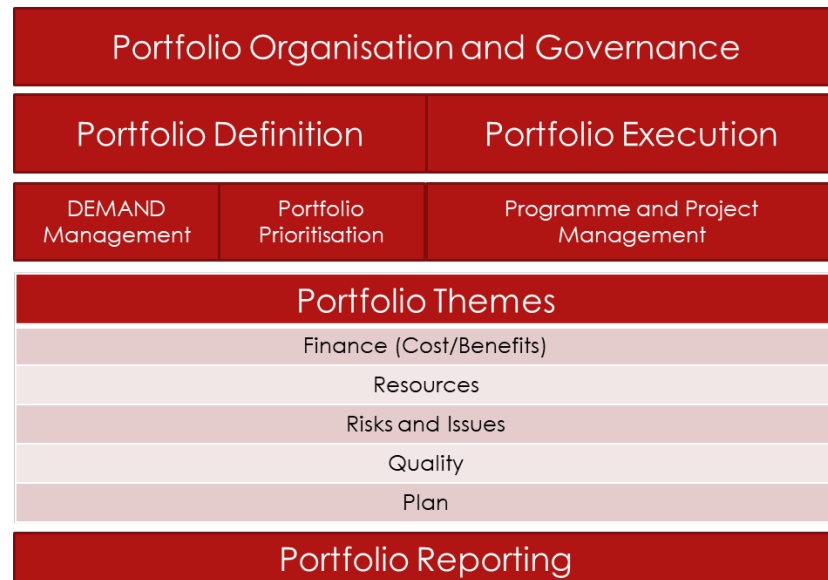 Portfolio Organisation and Governance
Portfolio Definition
Portfolio Execution
DEMAND
Management
Portfolio
Prioritisation
Programme and Project
Management
Portfolio Themes
Finance (Cost/Benefits)
Resources
Risks and Issues
Quality
Plan
Portfolio Reporting